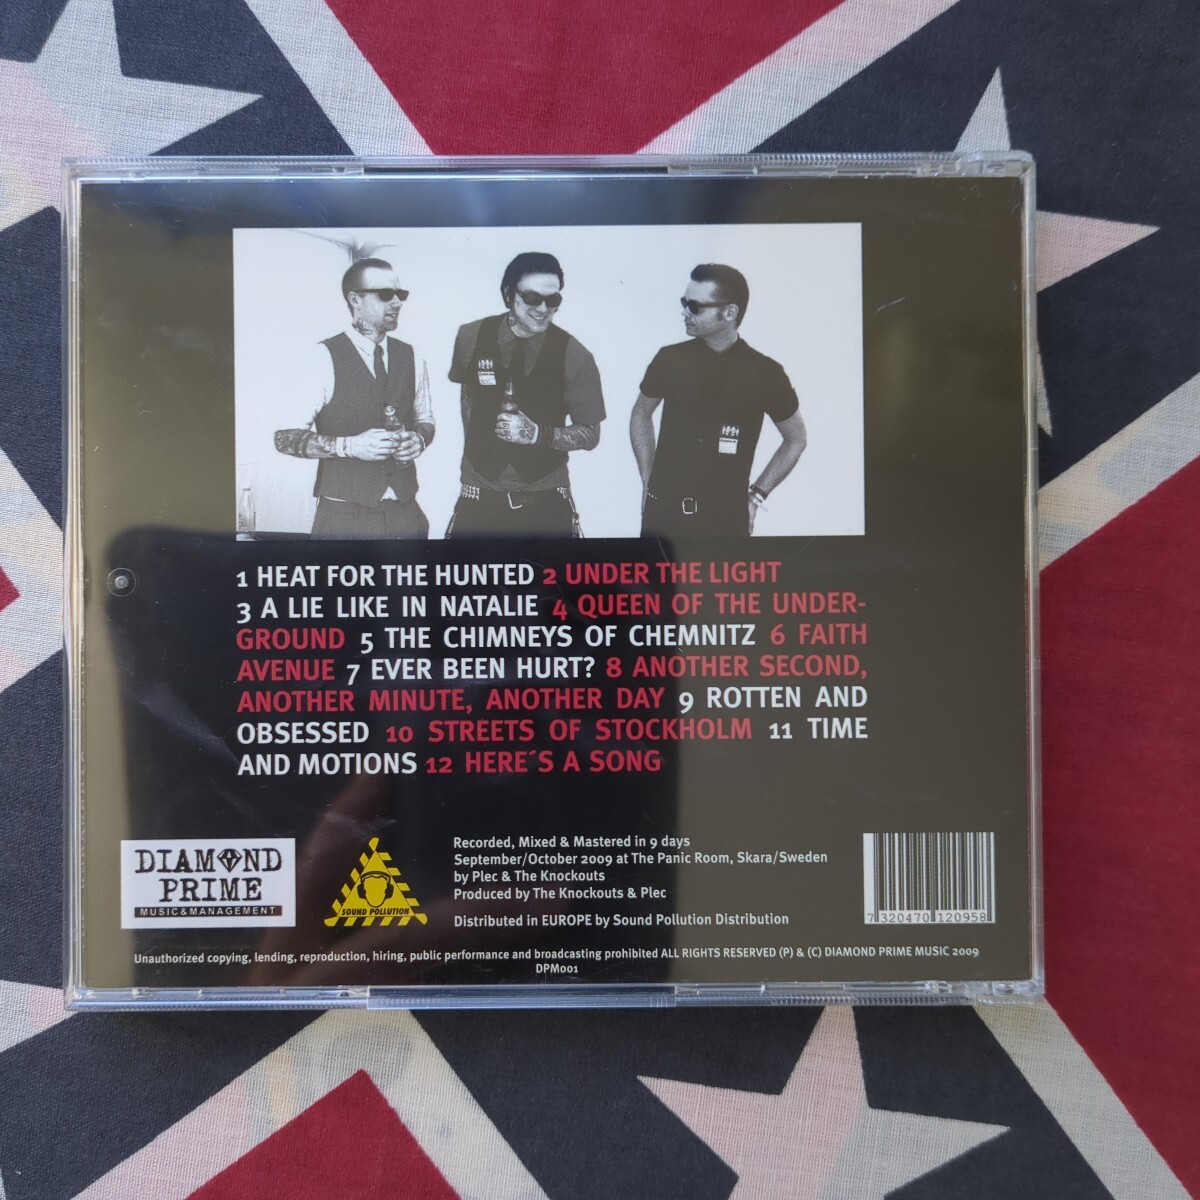 1 HEAT FOR THE HUNTED 2 UNDER THE LIGHT
3 A LIE LIKE IN NATALIE 4 QUEEN OF THE UNDER-
GROUND 5 THE CHIMNEYS OF CHEMNITZ 6 FAITH
AVENUE 7 EVER BEEN HURT? 8 ANOTHER SECOND,
ANOTHER MINUTE, ANOTHER DAY 9 ROTTEN AND
OBSESSED 10 STREETS OF STOCKHOLM 11 TIME
AND MOTIONS 12 HERE´S A SONG
DIAMOND
PRIME
MUSIC & MANAGEMENT
SOUND POLLUTION
Recorded, Mixed & Mastered in 9 days
September/October 2009 at The Panic Room, Skara/Sweden
by Plec & The Knockouts
Produced by The Knockouts & Plec
Distributed in EUROPE by Sound Pollution Distribution
7 320470 120958
Unauthorized copying, lending, reproduction, hiring, public performance and broadcasting prohibited ALL RIGHTS RESERVED (P) & (C) DIAMOND PRIME MUSIC 2009
DPM001